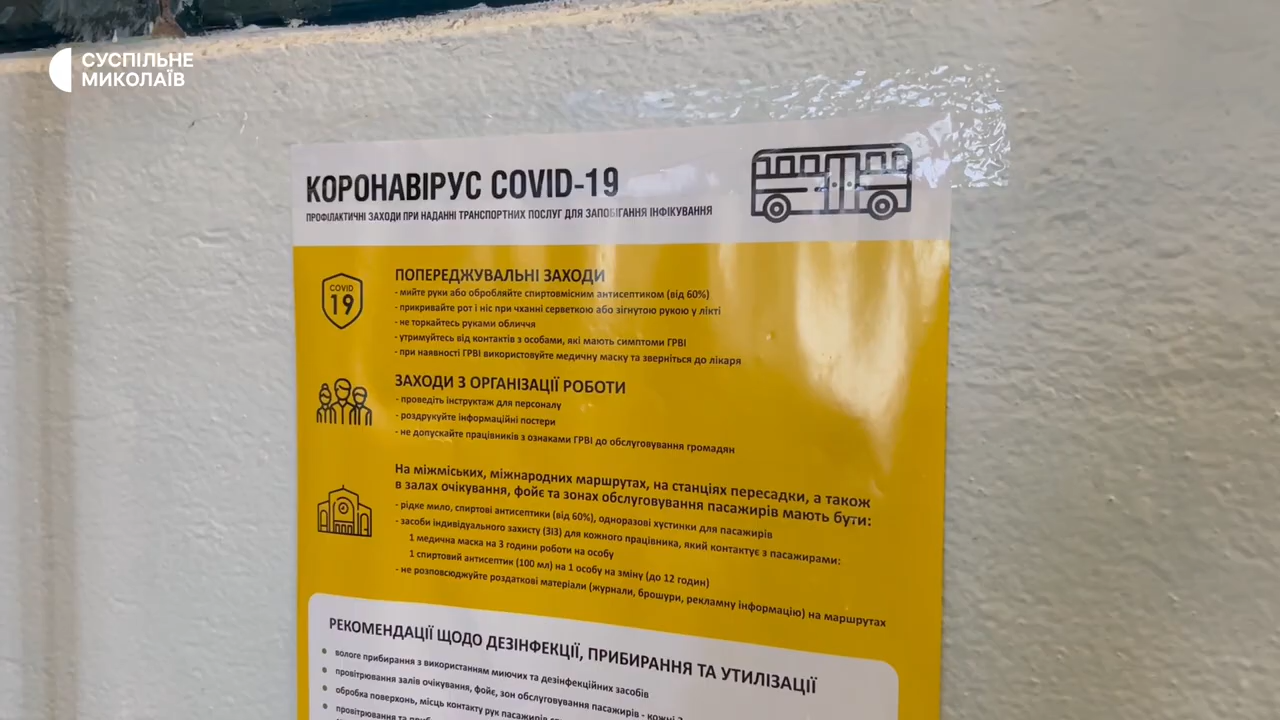 СУСПІЛЬНЕ
МИКОЛАЇВ
КОРОНАВІРУС COVID-19
ПРОФІЛАКТИЧНІ ЗАХОДИ ПРИ НАДАННІ ТРАНСПОРТНИХ ПОСЛУГ ДЛЯ ЗАПОБІГАННЯ ІНФІКУВАННЮ
COVID
19
ПОПЕРЕДЖУВАЛЬНІ ЗАХОДИ
- мийте руки або обробляйте спиртовмісним антисептиком (від 60%)
- прикривайте рот і ніс при чханні серветкою або зігнутою рукою у лікті
- не торкайтесь руками обличчя
- утримуйтесь від контактів з особами, які мають симптоми ГРВІ
- при наявності ГРВІ використовуйте медичну маску та зверніться до лікаря
ЗАХОДИ З ОРГАНІЗАЦІЇ РОБОТИ
- проведіть інструктаж для персоналу
- роздрукуйте інформаційні постери
- не допускайте працівників з ознаками ГРВІ до обслуговування громадян
На міжміських, міжнародних маршрутах, на станціях пересадки, а також
в залах очікування, фойє та зонах обслуговування пасажирів мають бути:
- рідке мило, спиртові антисептики (від 60%), одноразові хустинки для пасажирів
- засоби індивідуального захисту (ЗІЗ) для кожного працівника, який контактує з пасажирами:
1 медична маска на 3 години роботи на особу
1 спиртовий антисептик (100 мл) на 1 особу на зміну (до 12 годин)
- не розповсюджуйте роздаткові матеріали (журнали, брошури, рекламну інформацію) на маршрутах
РЕКОМЕНДАЦІЇ ЩОДО ДЕЗІНФЕКЦІЇ, ПРИБИРАННЯ ТА УТИЛІЗАЦІЇ
• вологе прибирання з використанням миючих та дезінфекційних засобів
• провітрювання залів очікування, фойє, зон обслуговування пасажирів - кожні
• обробка поверхонь, місць контакту рук пасажирів
• провітрювання та